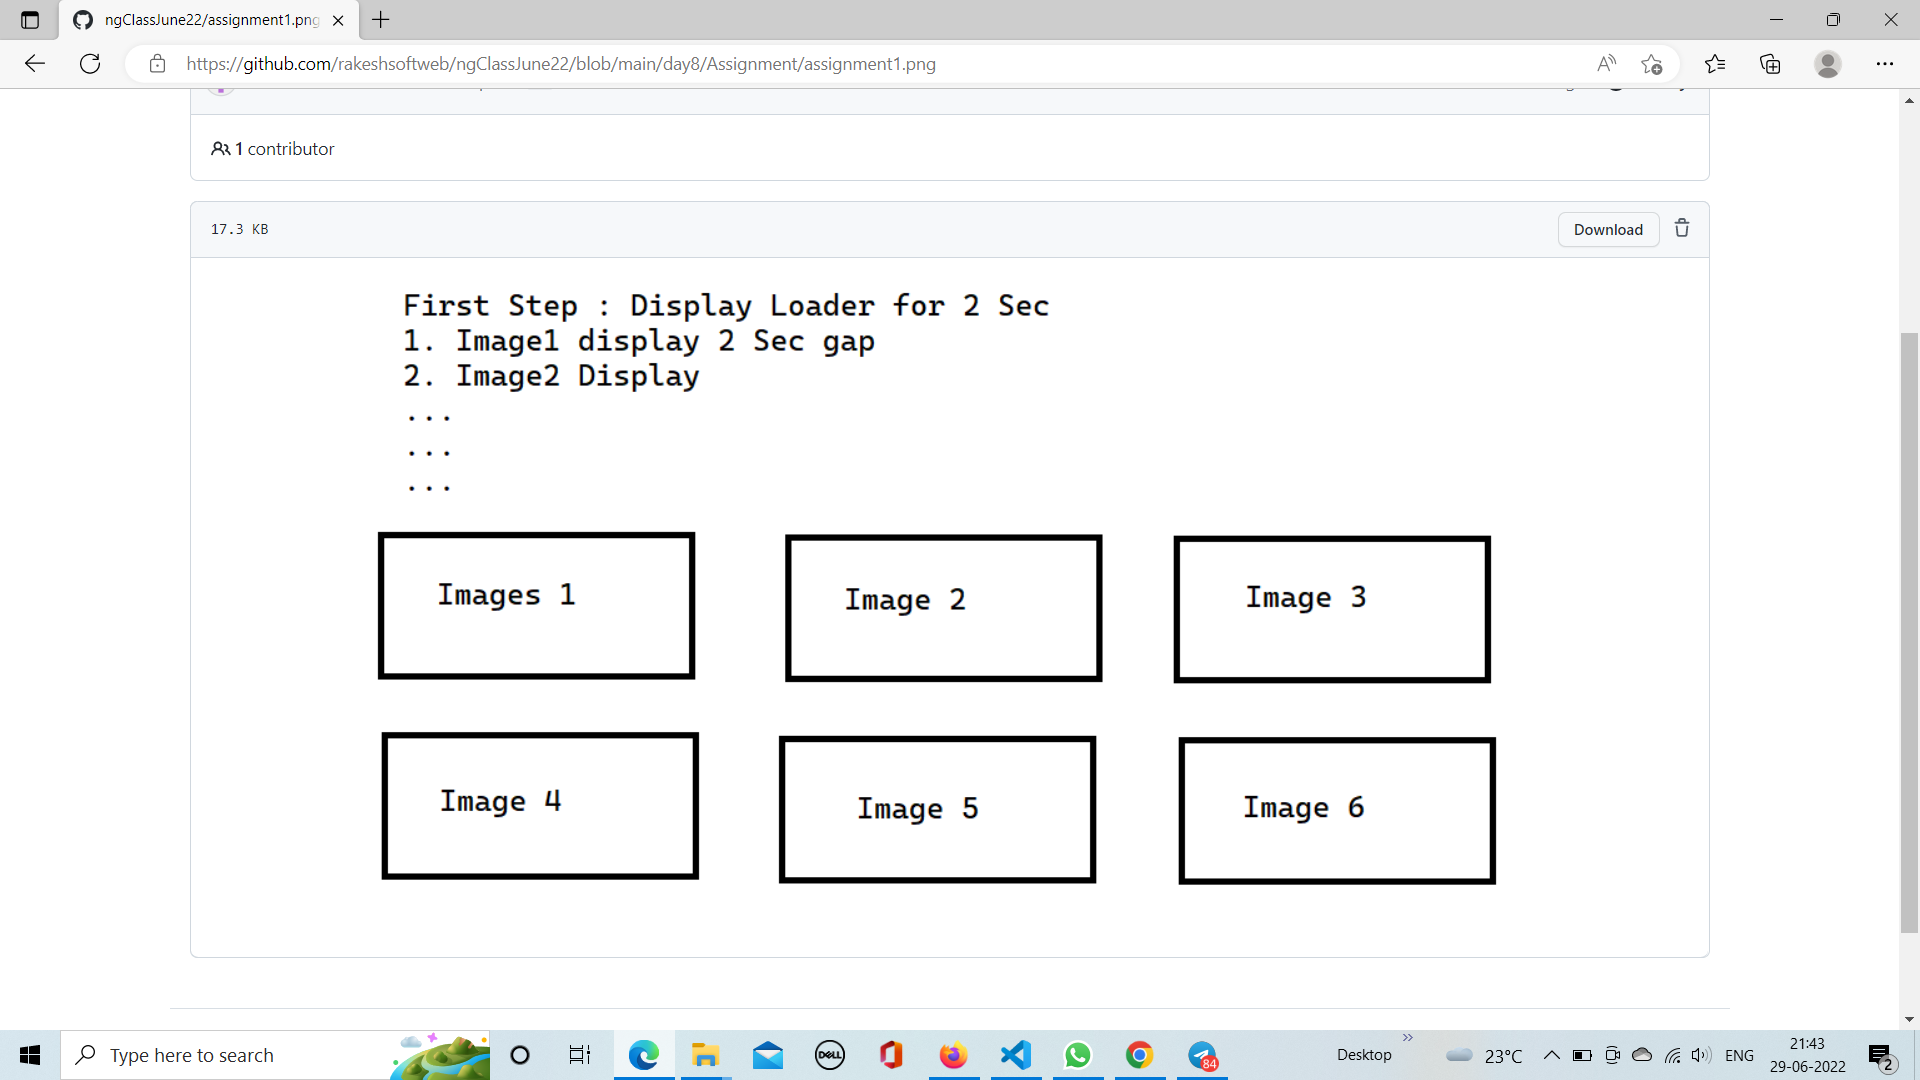 ngClassJune22/assignment1.png
https://github.com/rakeshsoftweb/ngClassJune22/blob/main/day8/Assignment/assignment1.png
1 contributor
17.3 KB
Download
First Step : Display Loader for 2 Sec
1. Image1 display 2 Sec gap
2. Image2 Display
...
...
...
Images 1
Image 2
Image 3
Image 4
Image 5
Image 6
Type here to search
DELL
84
Desktop
23°C
ENG
21:43
29-06-2022
2